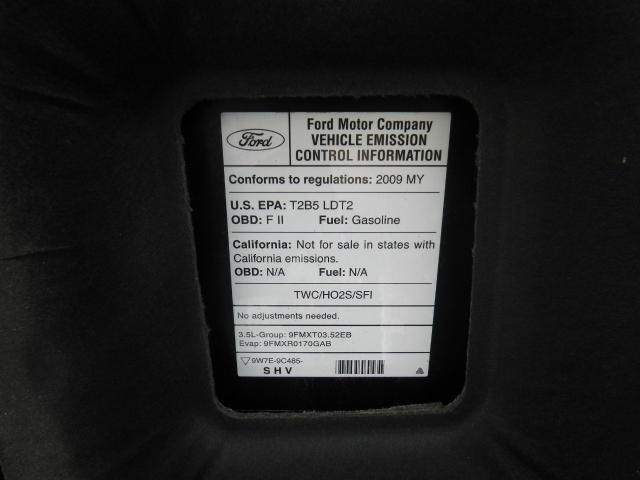 Ford
Ford Motor Company
VEHICLE EMISSION
CONTROL INFORMATION
Conforms to regulations: 2009 MY
U.S. EPA: T2B5 LDT2
OBD: F II Fuel: Gasoline
California: Not for sale in states with
California emissions.
OBD: N/A Fuel: N/A
TWC/HO2S/SFI
No adjustments needed.
3.5L-Group: 9FMXT03.52EB
Evap: 9FMXR0170GAB
9W7E-9C485-
S H V